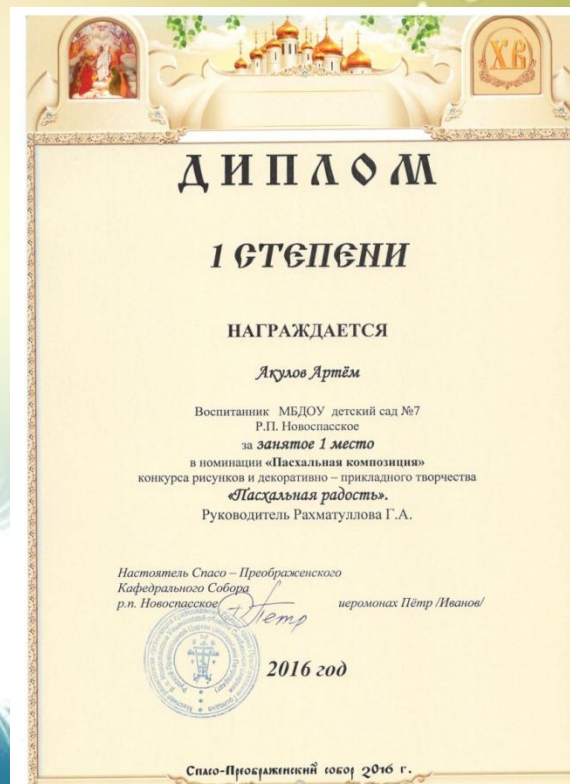 ХВ
ДИПЛОМ
1 СТЕПЕНИ
НАГРАЖДАЕТСЯ
Акулов Артём
Воспитанник МБДОУ детский сад №7
Р.П. Новоспасское
за занятое 1 место
в номинации «Пасхальная композиция»
конкурса рисунков и декоративно – прикладного творчества
«Пасхальная радость».
Руководитель Рахматуллова Г.А.
Настоятель Спасо – Преображенского
Кафедрального Собора
р.п. Новоспасское Петр иеромонах Пётр /Иванов/
2016 год
Спасо-Преображенский собор 2016 г.